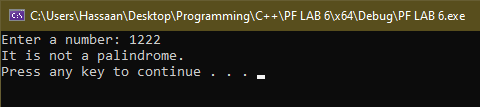 C:\Users\Hassaan\Desktop\Programming\C++\PF LAB 6\x64\Debug\PF LAB 6.exe
Enter a number: 1222
It is not a palindrome.
Press any key to continue . . .